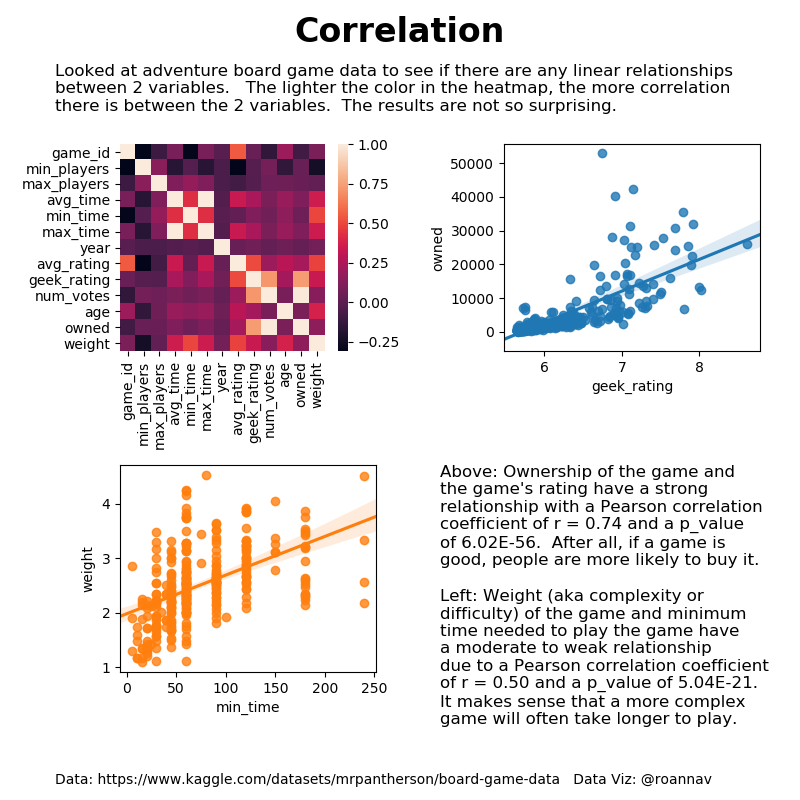 Correlation
Looked at adventure board game data to see if there are any linear relationships
between 2 variables.   The lighter the color in the heatmap, the more correlation
there is between the 2 variables.  The results are not so surprising.
game_id
min_players
max_players
avg_time
min_time
max_time
year
avg_rating
geek_rating
num_votes
age
owned
weight
1.00
0.75
0.50
0.25
0.00
−0.25
game_id
min_players
max_players
avg_time
min_time
max_time
year
avg_rating
geek_rating
num_votes
age
owned
weight
owned
50000
40000
30000
20000
10000
0
6 7 8
geek_rating
weight
4
3
2
1
0 50 100 150 200 250
min_time
Above: Ownership of the game and
the game's rating have a strong
relationship with a Pearson correlation
coefficient of r = 0.74 and a p_value
of 6.02E-56.  After all, if a game is
good, people are more likely to buy it.
Left: Weight (aka complexity or
difficulty) of the game and minimum
time needed to play the game have
a moderate to weak relationship
due to a Pearson correlation coefficient
of r = 0.50 and a p_value of 5.04E-21.
It makes sense that a more complex
game will often take longer to play.
Data: https://www.kaggle.com/datasets/mrpantherson/board-game-data   Data Viz: @roannav